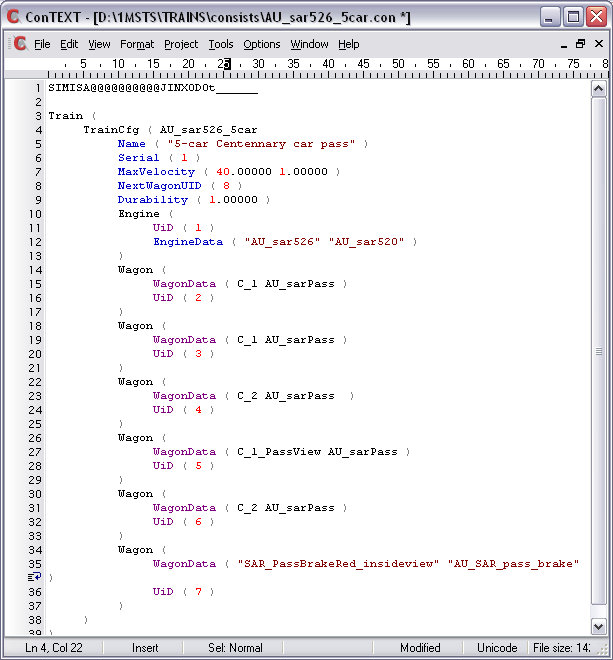 ConTEXT - [D:\1MSTS\TRAINS\consists\AU_sar526_5car.con *]
File Edit View Format Project Tools Options Window Help
10 15 20 25 30 35 40 45 50 55 60 65 70 75 8
1 SIMISA@@@@@@@@@@JINX0D0t______
2
3 Train (
4 TrainCfg ( AU_sar526_5car
5 Name ( "5-car Centennary car pass" )
6 Serial ( 1 )
7 MaxVelocity ( 40.00000 1.00000 )
8 NextWagonUID ( 8 )
9 Durability ( 1.00000 )
10 Engine (
11 UiD ( 1 )
12 EngineData ( "AU_sar526" "AU_sar520" )
13 )
14 Wagon (
15 WagonData ( C_1 AU_sarPass )
16 UiD ( 2 )
17 )
18 Wagon (
19 WagonData ( C_1 AU_sarPass )
20 UiD ( 3 )
21 )
22 Wagon (
23 WagonData ( C_2 AU_sarPass )
24 UiD ( 4 )
25 )
26 Wagon (
27 WagonData ( C_1_PassView AU_sarPass )
28 UiD ( 5 )
29 )
30 Wagon (
31 WagonData ( C_2 AU_sarPass )
32 UiD ( 6 )
33 )
34 Wagon (
35 WagonData ( "SAR_PassBrakeRed_insideview" "AU_SAR_pass_brake"
)
36 UiD ( 7 )
37 )
38 )
39 )
Ln 4, Col 22 Insert Sel: Normal Modified Unicode File size: 142